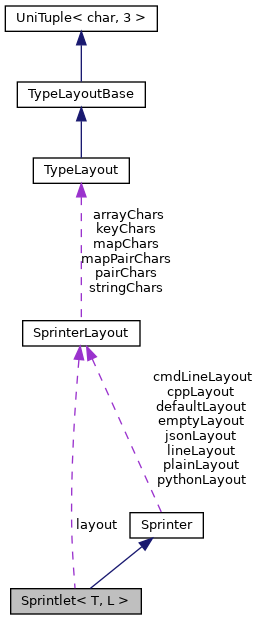 UniTuple< char, 3 >
TypeLayoutBase
TypeLayout
arrayChars
keyChars
mapChars
mapPairChars
pairChars
stringChars
SprinterLayout
cmdLineLayout
cppLayout
defaultLayout
emptyLayout
jsonLayout
lineLayout
plainLayout
pythonLayout
layout
Sprinter
Sprintlet< T, L >